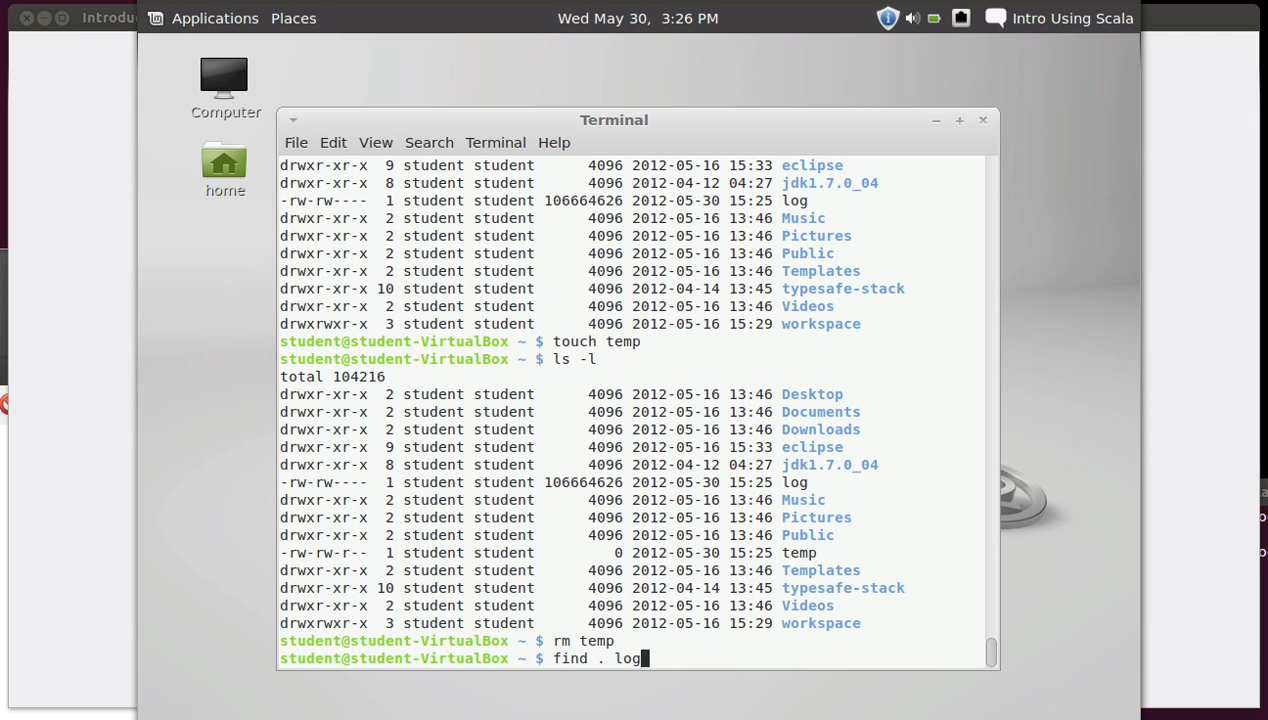 Introduc
Applications Places Wed May 30, 3:26 PM Intro Using Scala
Computer
home
Terminal
File Edit View Search Terminal Help
drwxr-xr-x 9 student student 4096 2012-05-16 15:33 eclipse
drwxr-xr-x 8 student student 4096 2012-04-12 04:27 jdk1.7.0_04
-rw-rw---- 1 student student 106664626 2012-05-30 15:25 log
drwxr-xr-x 2 student student 4096 2012-05-16 13:46 Music
drwxr-xr-x 2 student student 4096 2012-05-16 13:46 Pictures
drwxr-xr-x 2 student student 4096 2012-05-16 13:46 Public
drwxr-xr-x 2 student student 4096 2012-05-16 13:46 Templates
drwxr-xr-x 10 student student 4096 2012-04-14 13:45 typesafe-stack
drwxr-xr-x 2 student student 4096 2012-05-16 13:46 Videos
drwxrwxr-x 3 student student 4096 2012-05-16 15:29 workspace
student@student-VirtualBox ~ $ touch temp
student@student-VirtualBox ~ $ ls -l
total 104216
drwxr-xr-x 2 student student 4096 2012-05-16 13:46 Desktop
drwxr-xr-x 2 student student 4096 2012-05-16 13:46 Documents
drwxr-xr-x 2 student student 4096 2012-05-16 13:46 Downloads
drwxr-xr-x 9 student student 4096 2012-05-16 15:33 eclipse
drwxr-xr-x 8 student student 4096 2012-04-12 04:27 jdk1.7.0_04
-rw-rw---- 1 student student 106664626 2012-05-30 15:25 log
drwxr-xr-x 2 student student 4096 2012-05-16 13:46 Music
drwxr-xr-x 2 student student 4096 2012-05-16 13:46 Pictures
drwxr-xr-x 2 student student 4096 2012-05-16 13:46 Public
-rw-rw-r-- 1 student student 0 2012-05-30 15:25 temp
drwxr-xr-x 2 student student 4096 2012-05-16 13:46 Templates
drwxr-xr-x 10 student student 4096 2012-04-14 13:45 typesafe-stack
drwxr-xr-x 2 student student 4096 2012-05-16 13:46 Videos
drwxrwxr-x 3 student student 4096 2012-05-16 15:29 workspace
student@student-VirtualBox ~ $ rm temp
student@student-VirtualBox ~ $ find . log